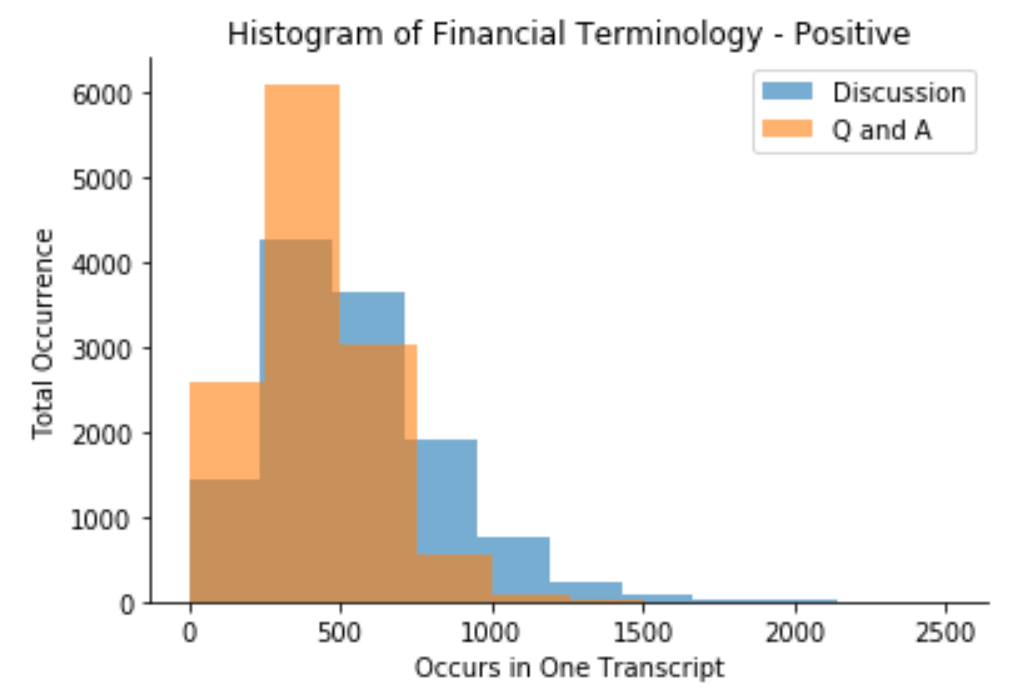 Histogram of Financial Terminology - Positive
Discussion
Q and A
Total Occurrence
6000
5000
4000
3000
2000
1000
0
0 500 1000 1500 2000 2500
Occurs in One Transcript